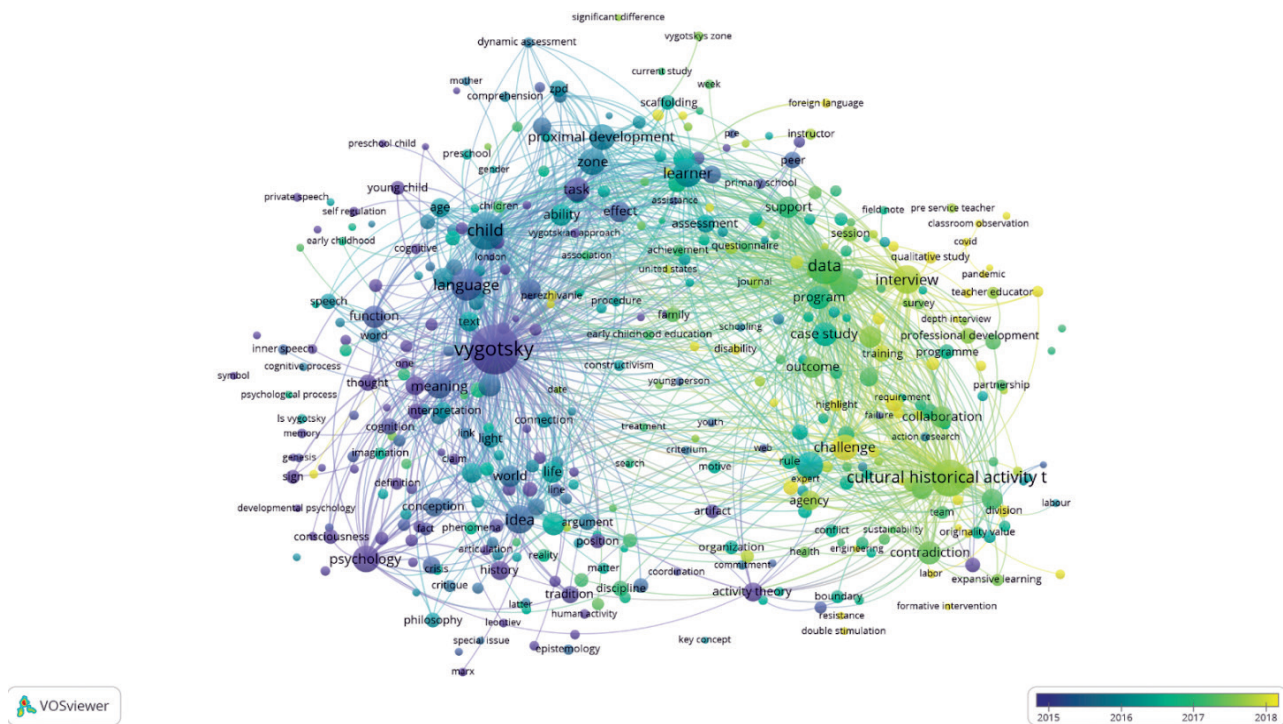 significant difference
vygotskys zone
dynamic assessment
current study
mother
week
zpd
comprehension
scaffolding
foreign language
proximal development
pre
instructor
preschool child
preschool
zone
peer
gender
learner
primary school
young child
task
private speech
children
assistance
support
age
effect
self regulation
ability
field note
pre service teacher
assessment
classroom observation
child
vygotskian approach
session
early childhood
cognitive
achievement
questionnaire
covid
london
association
qualitative study
united states
data
pandemic
language
perezhivanie
journal
interview
teacher educator
speech
procedure
program
survey
function
text
family
depth interview
word
early childhood education
schooling
case study
professional development
inner speech
vygotsky
disability
training
programme
cognitive process
one
constructivism
outcome
symbol
thought
meaning
young person
partnership
psychological process
date
requirement
interpretation
highlight
collaboration
ls vygotsky
connection
failure
memory
cognition
link
light
treatment
youth
action research
criterium
web
challenge
genesis
imagination
claim
search
motive
rule
sign
definition
world
life
line
expert
cultural historical activity t
developmental psychology
conception
agency
labour
idea
artifact
team
division
consciousness
fact
phenomena
argument
conflict
sustainability
originality value
position
articulation
organization
health
engineering
psychology
reality
contradiction
crisis
history
matter
coordination
commitment
labor
expansive learning
critique
discipline
tradition
activity theory
boundary
latter
formative intervention
philosophy
leontiev
human activity
resistance
special issue
key concept
double stimulation
epistemology
marx
VOSviewer
2015 2016 2017 2018